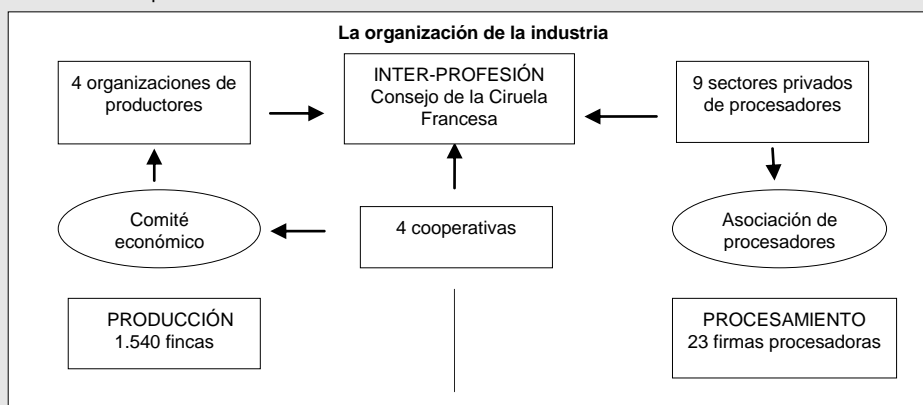 La organización de la industria
4 organizaciones de
productores
INTER-PROFESIÓN
Consejo de la Ciruela
Francesa
9 sectores privados
de procesadores
Comité
económico
4 cooperativas
Asociación de
procesadores
PRODUCCIÓN
1.540 fincas
PROCESAMIENTO
23 firmas procesadoras